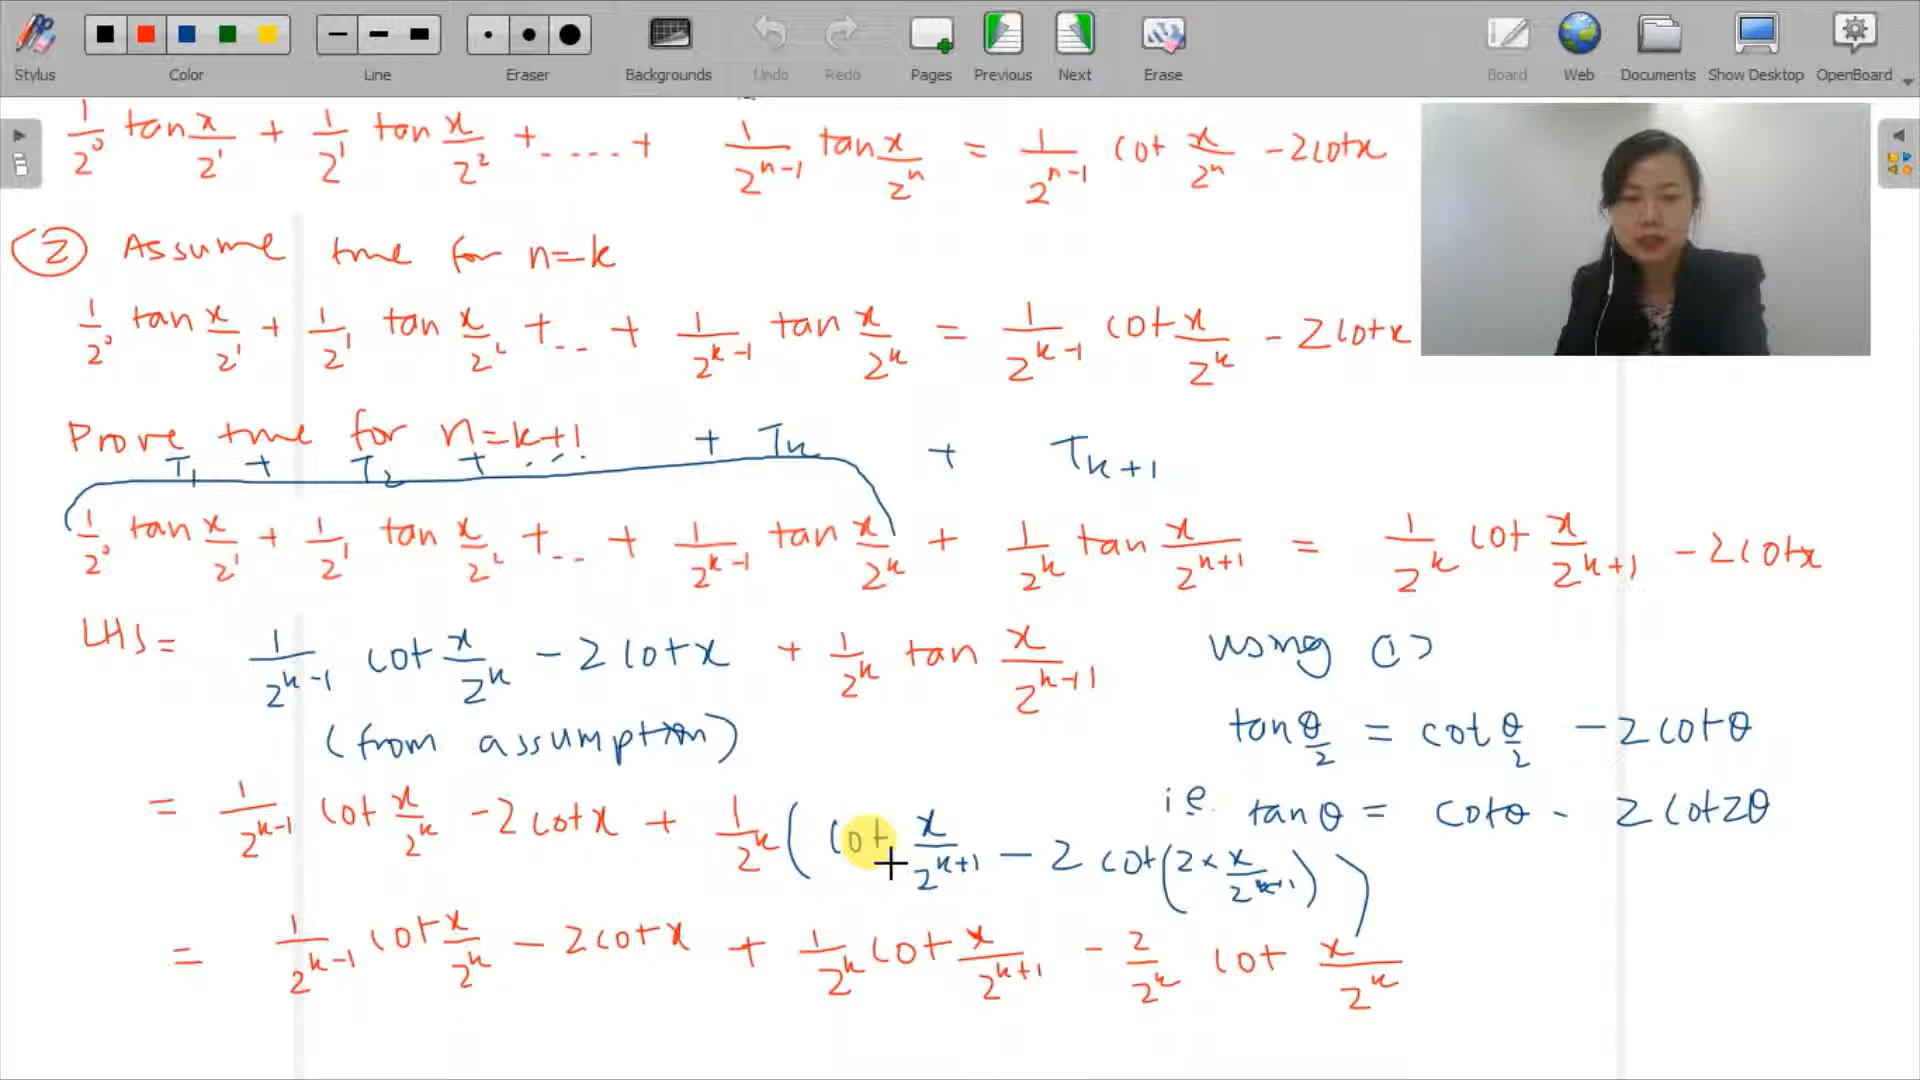 Stylus Color Line Eraser Backgrounds Undo Redo Pages Previous Next Erase Board Web Documents Show Desktop OpenBoard
1/2^0 tan x/2^1 + 1/2^1 tan x/2^2 + ..... + 1/2^(n-1) tan x/2^n = 1/2^(n-1) cot x/2^n - 2cotx
② Assume true for n=k
1/2^0 tan x/2^1 + 1/2^1 tan x/2^2 + ... + 1/2^(k-1) tan x/2^k = 1/2^(k-1) cot x/2^k - 2cotx
Prove true for n=k+1
T1 + T2 + ... + Tk + Tk+1
1/2^0 tan x/2^1 + 1/2^1 tan x/2^2 + ... + 1/2^(k-1) tan x/2^k + 1/2^k tan x/2^(k+1) = 1/2^k cot x/2^(k+1) - 2cotx
LHS = 1/2^(k-1) cot x/2^k - 2cotx + 1/2^k tan x/2^(k+1)
(from assumption)
using (1)
tan θ/2 = cot θ/2 - 2cotθ
i.e. tanθ = cotθ - 2cot2θ
= 1/2^(k-1) cot x/2^k - 2cotx + 1/2^k (cot x/2^(k+1) - 2cot(2 × x/2^(k+1)))
= 1/2^(k-1) cot x/2^k - 2cotx + 1/2^k cot x/2^(k+1) - 2/2^k cot x/2^k